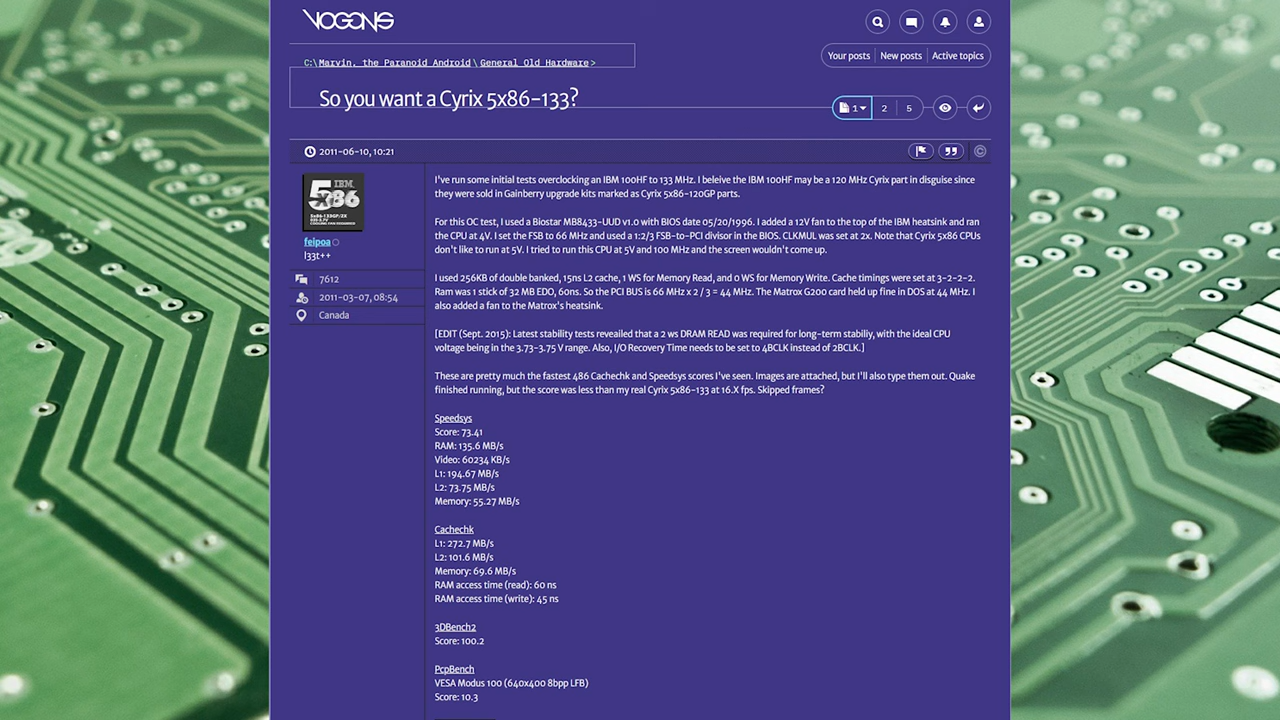 VOGONS
Your posts New posts Active topics
C:\Marvin, the Paranoid Android\General Old Hardware>
So you want a Cyrix 5x86-133?
1 2 5
2011-06-10, 10:21
I've run some initial tests overclocking an IBM 100HF to 133 MHz. I beleive the IBM 100HF may be a 120 MHz Cyrix part in disguise since
they were sold in Gainberry upgrade kits marked as Cyrix 5x86-120GP parts.
For this OC test, I used a Biostar MB8433-UUD v1.0 with BIOS date 05/20/1996. I added a 12V fan to the top of the IBM heatsink and ran
the CPU at 4V. I set the FSB to 66 MHz and used a 1:2/3 FSB-to-PCI divisor in the BIOS. CLKMUL was set at 2x. Note that Cyrix 5x86 CPUs
don't like to run at 5V. I tried to run this CPU at 5V and 100 MHz and the screen wouldn't come up.
I used 256KB of double banked, 15ns L2 cache, 1 WS for Memory Read, and 0 WS for Memory Write. Cache timings were set at 3-2-2-2.
Ram was 1 stick of 32 MB EDO, 60ns. So the PCI BUS is 66 MHz x 2 / 3 = 44 MHz. The Matrox G200 card held up fine in DOS at 44 MHz. I
also added a fan to the Matrox's heatsink.
[EDIT (Sept. 2015): Latest stability tests revealised that a 2 ws DRAM READ was required for long-term stabiliy, with the ideal CPU
voltage being in the 3.73-3.75 V range. Also, I/O Recovery Time needs to be set to 4BCLK instead of 2BCLK.]
These are pretty much the fastest 486 Cachechk and Speedsys scores I've seen. Images are attached, but I'll also type them out. Quake
finished running, but the score was less than my real Cyrix 5x86-133 at 16.X fps. Skipped frames?
Speedsys
Score: 73.41
RAM: 135.6 MB/s
Video: 60234 KB/s
L1: 194.67 MB/s
L2: 73.75 MB/s
Memory: 55.27 MB/s
Cachechk
L1: 272.7 MB/s
L2: 101.6 MB/s
Memory: 69.6 MB/s
RAM access time (read): 60 ns
RAM access time (write): 45 ns
3DBench2
Score: 100.2
PcpBench
VESA Modus 100 (640x400 8bpp LFB)
Score: 10.3
IBM
5x86
5x86-133GP/2X
feipoa
l33t++
7612
2011-03-07, 08:54
Canada